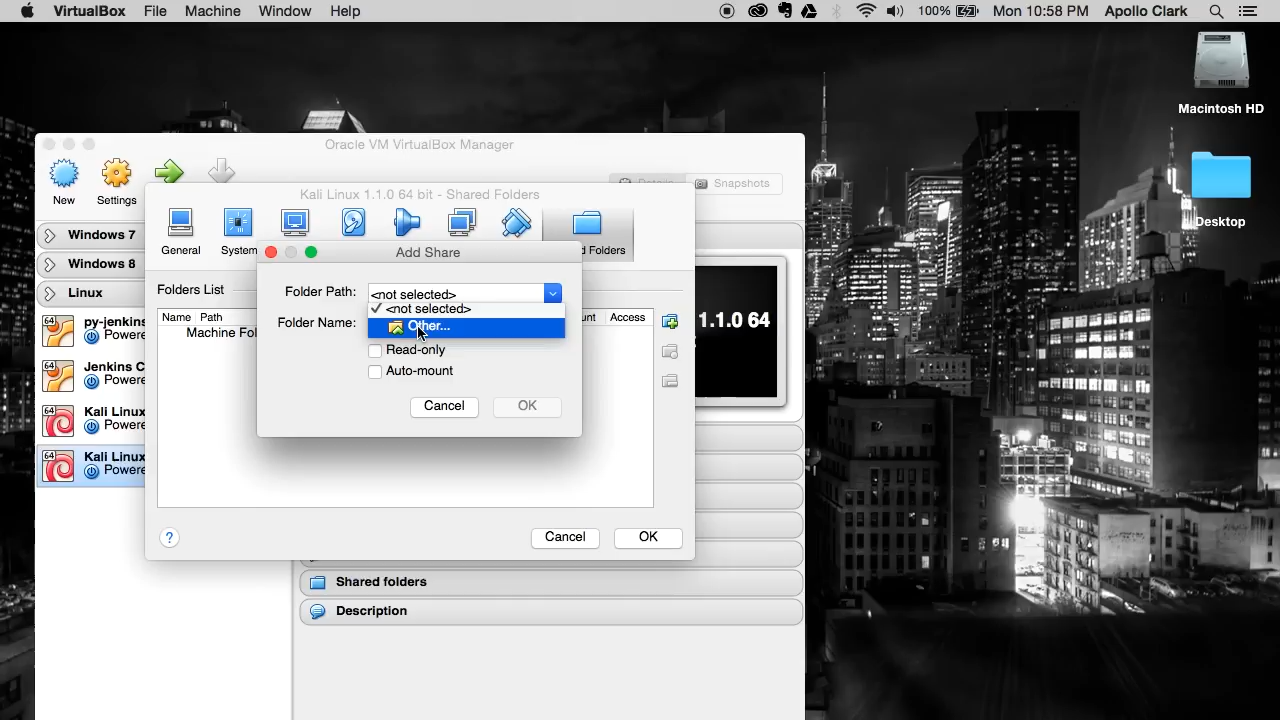 VirtualBox File Machine Window Help 100% Mon 10:58 PM Apollo Clark
Macintosh HD
Desktop
Oracle VM VirtualBox Manager
New Settings
Snapshots
Kali Linux 1.1.0 64 bit - Shared Folders
General System d Folders
Windows 7
Windows 8
Linux
64 py-jenkins
Powere
64 Jenkins C
Powere
64 Kali Linux
Powere
64 Kali Linux
Powere
Add Share
Folder Path: <not selected>
<not selected>
Other...
Folder Name:
Read-only
Auto-mount
Cancel OK
Folders List
Name Path unt Access
Machine Fol
1.1.0 64
? Cancel OK
Shared folders
Description